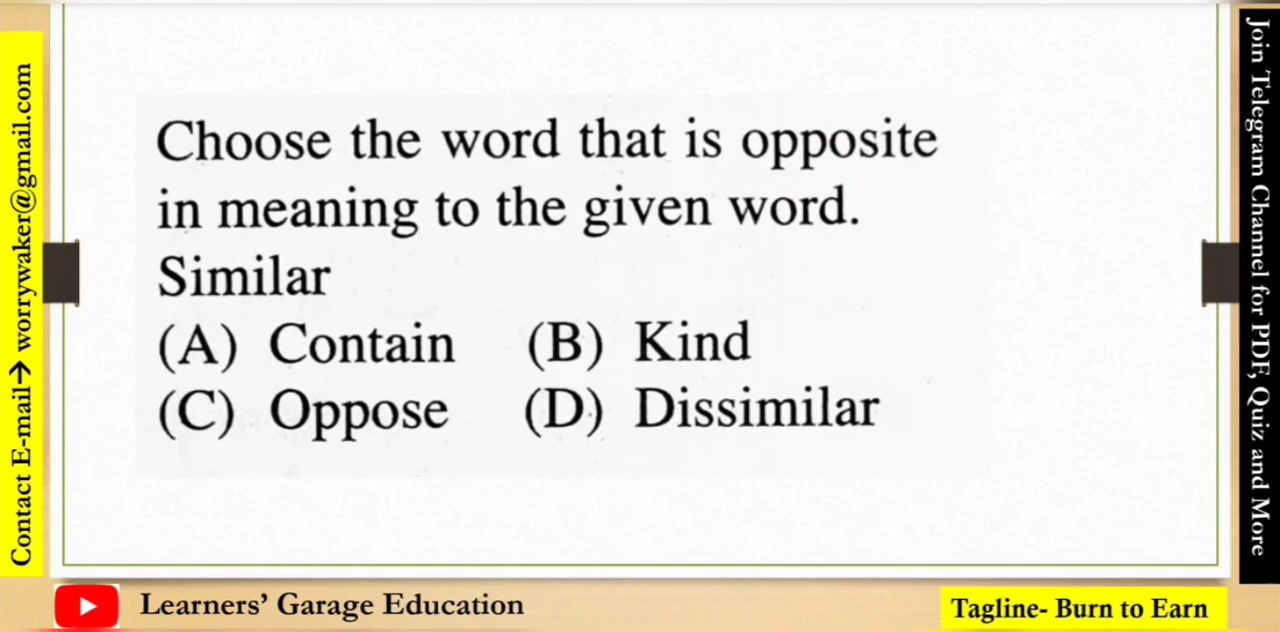 Choose the word that is opposite
in meaning to the given word.
Similar
(A) Contain (B) Kind
(C) Oppose (D) Dissimilar
Contact E-mail→ worrywaker@gmail.com
Join Telegram Channel for PDF, Quiz and More
Learners’ Garage Education
Tagline- Burn to Earn